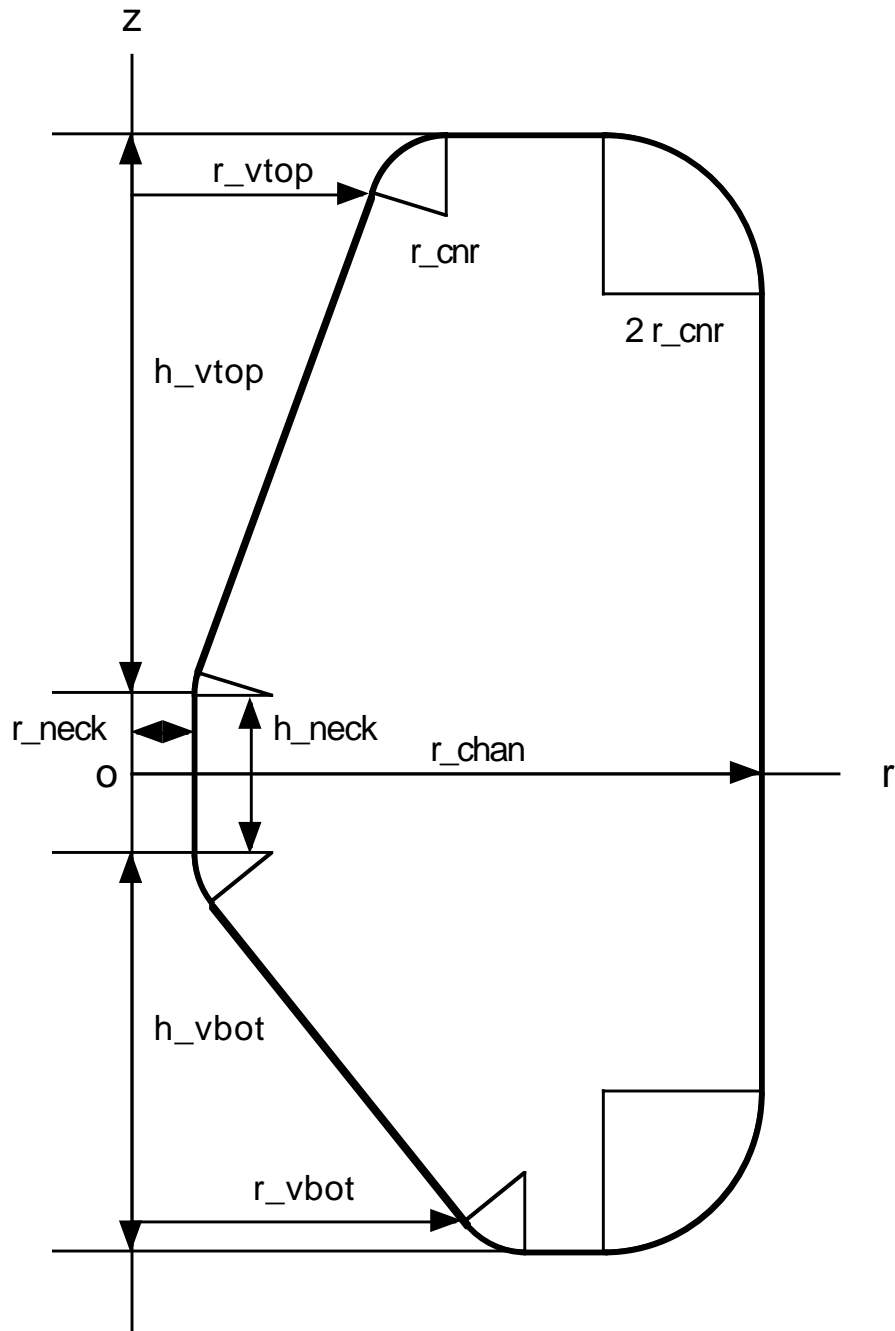 z
r_vtop
r_cnr
2 r_cnr
h_vtop
r_neck
h_neck
r_chan
o
r
h_vbot
r_vbot